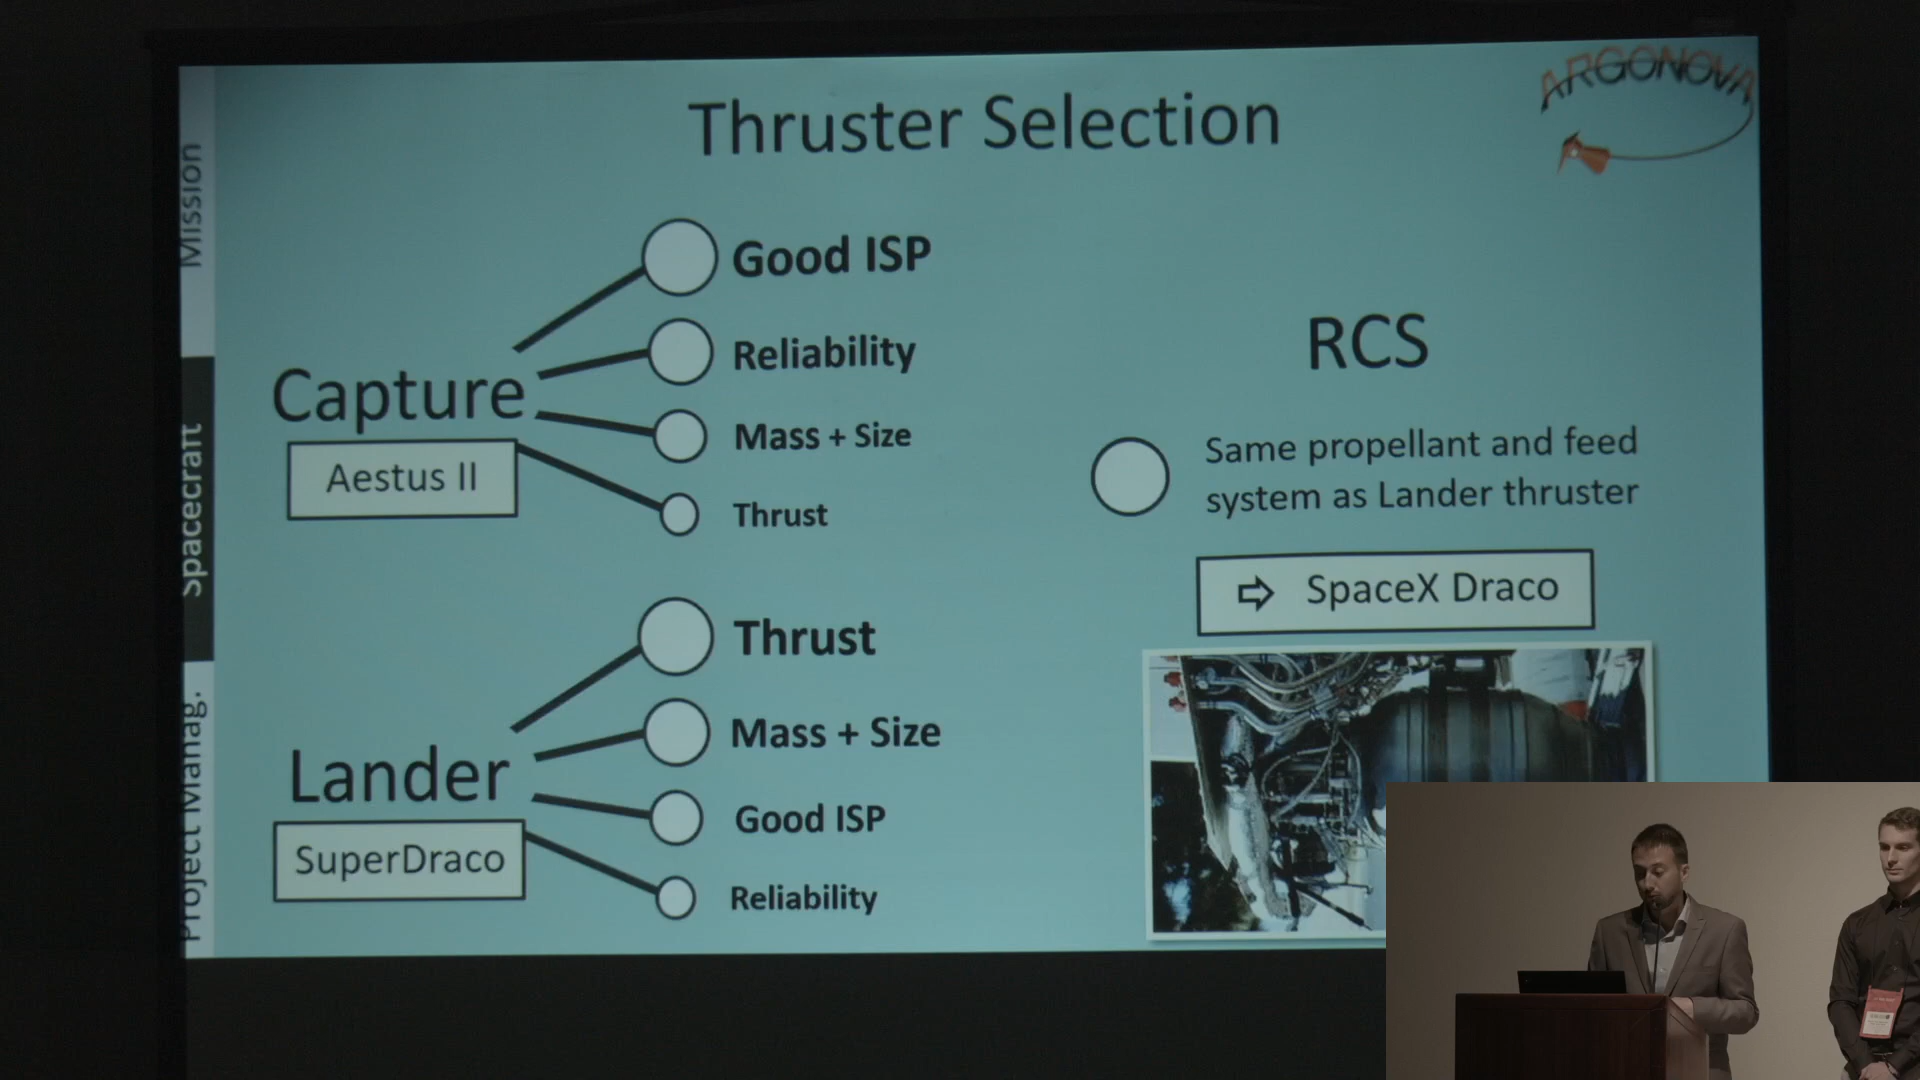 Thruster Selection
ARGONOVA
Mission
Spacecraft
Project Manag.
Capture
Aestus II
Good ISP
Reliability
Mass + Size
Thrust
Lander
SuperDraco
Thrust
Mass + Size
Good ISP
Reliability
RCS
Same propellant and feed
system as Lander thruster
⇨ SpaceX Draco